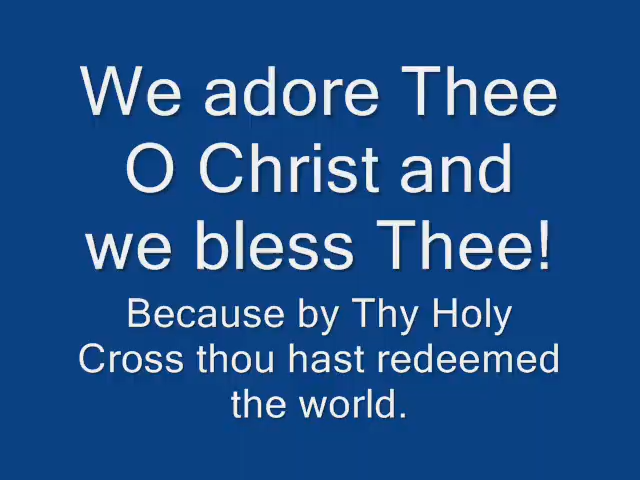 We adore Thee
O Christ and
we bless Thee!
Because by Thy Holy
Cross thou hast redeemed
the world.